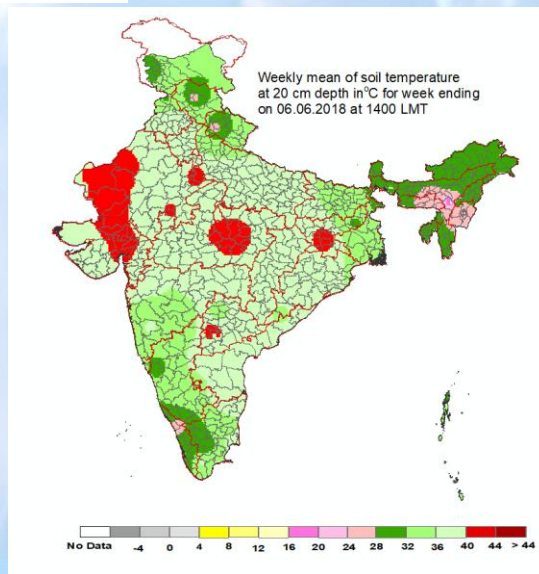 Weekly mean of soil temperature
at 20 cm depth in°C for week ending
on 06.06.2018 at 1400 LMT
No Data -4 0 4 8 12 16 20 24 28 32 36 40 44 > 44